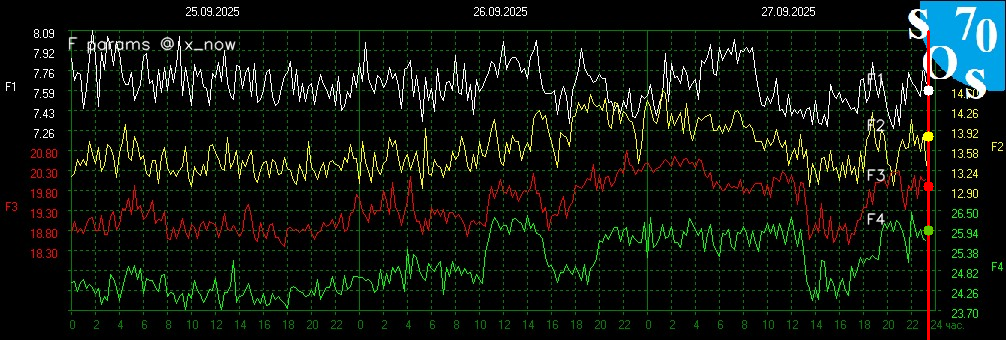 25.09.2025 26.09.2025 27.09.2025
SOS 70
F params @ x_now
8.09
7.92
7.76
F1 7.59
7.43
7.26
20.80
20.30
19.80
F3 19.30
18.80
18.30
F1
F2
F3
F4
14.60
14.26
13.92
F2 13.58
13.24
12.90
26.50
25.94
25.38
F4 24.82
24.26
23.70
0 2 4 6 8 10 12 14 16 18 20 22 0 2 4 6 8 10 12 14 16 18 20 22 0 2 4 6 8 10 12 14 16 18 20 22 24 час.